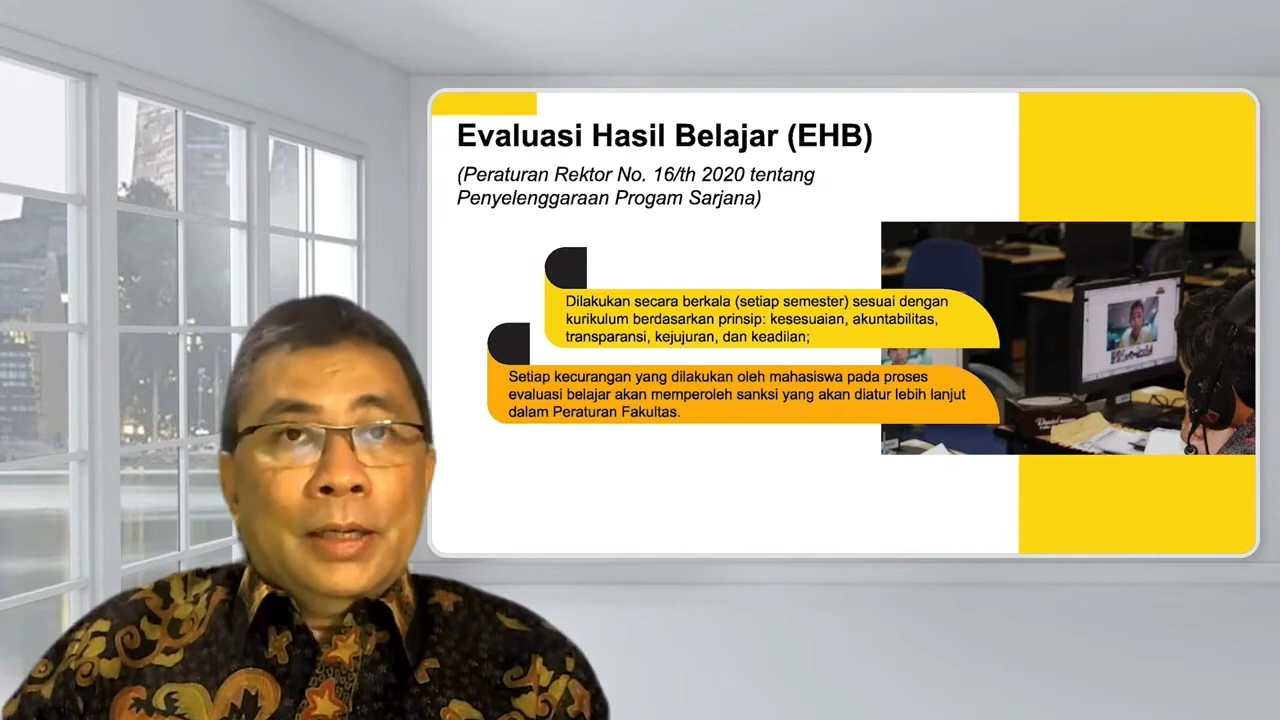 Evaluasi Hasil Belajar (EHB)
(Peraturan Rektor No. 16/th 2020 tentang
Penyelenggaraan Progam Sarjana)
Dilakukan secara berkala (setiap semester) sesuai dengan
kurikulum berdasarkan prinsip: kesesuaian, akuntabilitas,
transparansi, kejujuran, dan keadilan;
Setiap kecurangan yang dilakukan oleh mahasiswa pada proses
evaluasi belajar akan memperoleh sanksi yang akan diatur lebih lanjut
dalam Peraturan Fakultas.